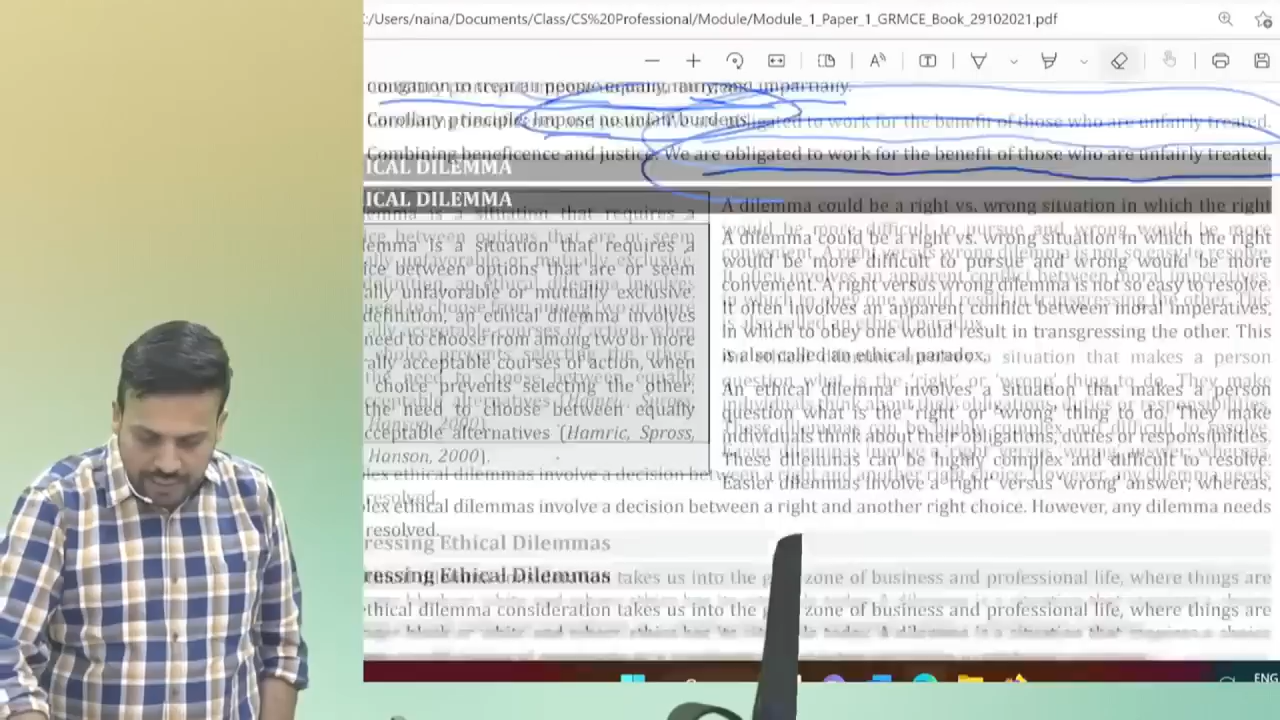 :/Users/naina/Documents/Class/CS%20Professional/Module/Module_1_Paper_1_GRMCE_Book_29102021.pdf
obligation to treat all people equally, fairly, and impartially.
Corollary principle: Impose no unfair burdens.
Combining beneficence and justice: We are obligated to work for the benefit of those who are unfairly treated.
ICAL DILEMMA
lemma is a situation that requires a
ice between options that are or seem
ally unfavorable or mutually exclusive.
definition, an ethical dilemma involves
need to choose from among two or more
rally acceptable courses of action, when
choice prevents selecting the other.
the need to choose between equally
cceptable alternatives (Hamric, Spross,
Hanson, 2000).
A dilemma could be a right vs. wrong situation in which the right
would be more difficult to pursue and wrong would be more
convenient. A right versus wrong dilemma is not so easy to resolve.
It often involves an apparent conflict between moral imperatives,
in which to obey one would result in transgressing the other. This
is also called an ethical paradox.
An ethical dilemma involves a situation that makes a person
question what is the 'right' or 'wrong' thing to do. They make
individuals think about their obligations, duties or responsibilities.
These dilemmas can be highly complex and difficult to resolve.
Easier dilemmas involve a 'right' versus 'wrong' answer; whereas,
lex ethical dilemmas involve a decision between a right and another right choice. However, any dilemma needs
resolved.
ressing Ethical Dilemmas
ethical dilemma consideration takes us into the zone of business and professional life, where things are
ENG